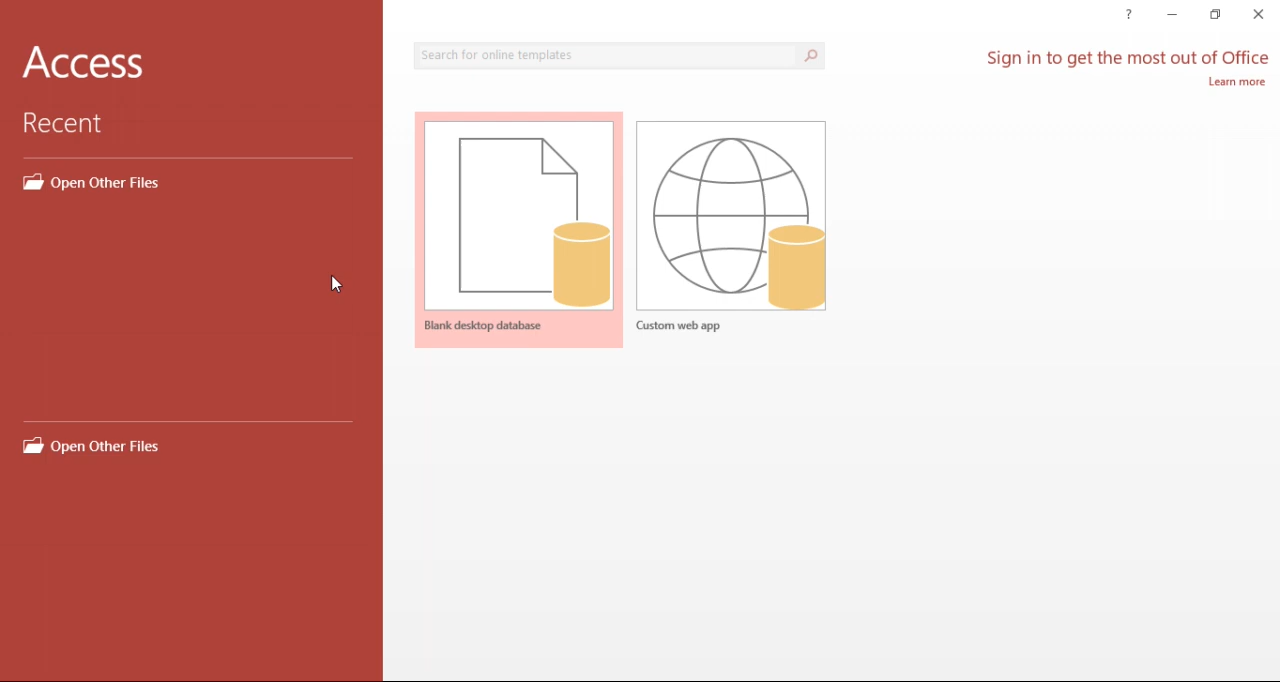 ?
Access
Search for online templates
Sign in to get the most out of Office
Learn more
Recent
Open Other Files
Blank desktop database
Custom web app
Open Other Files